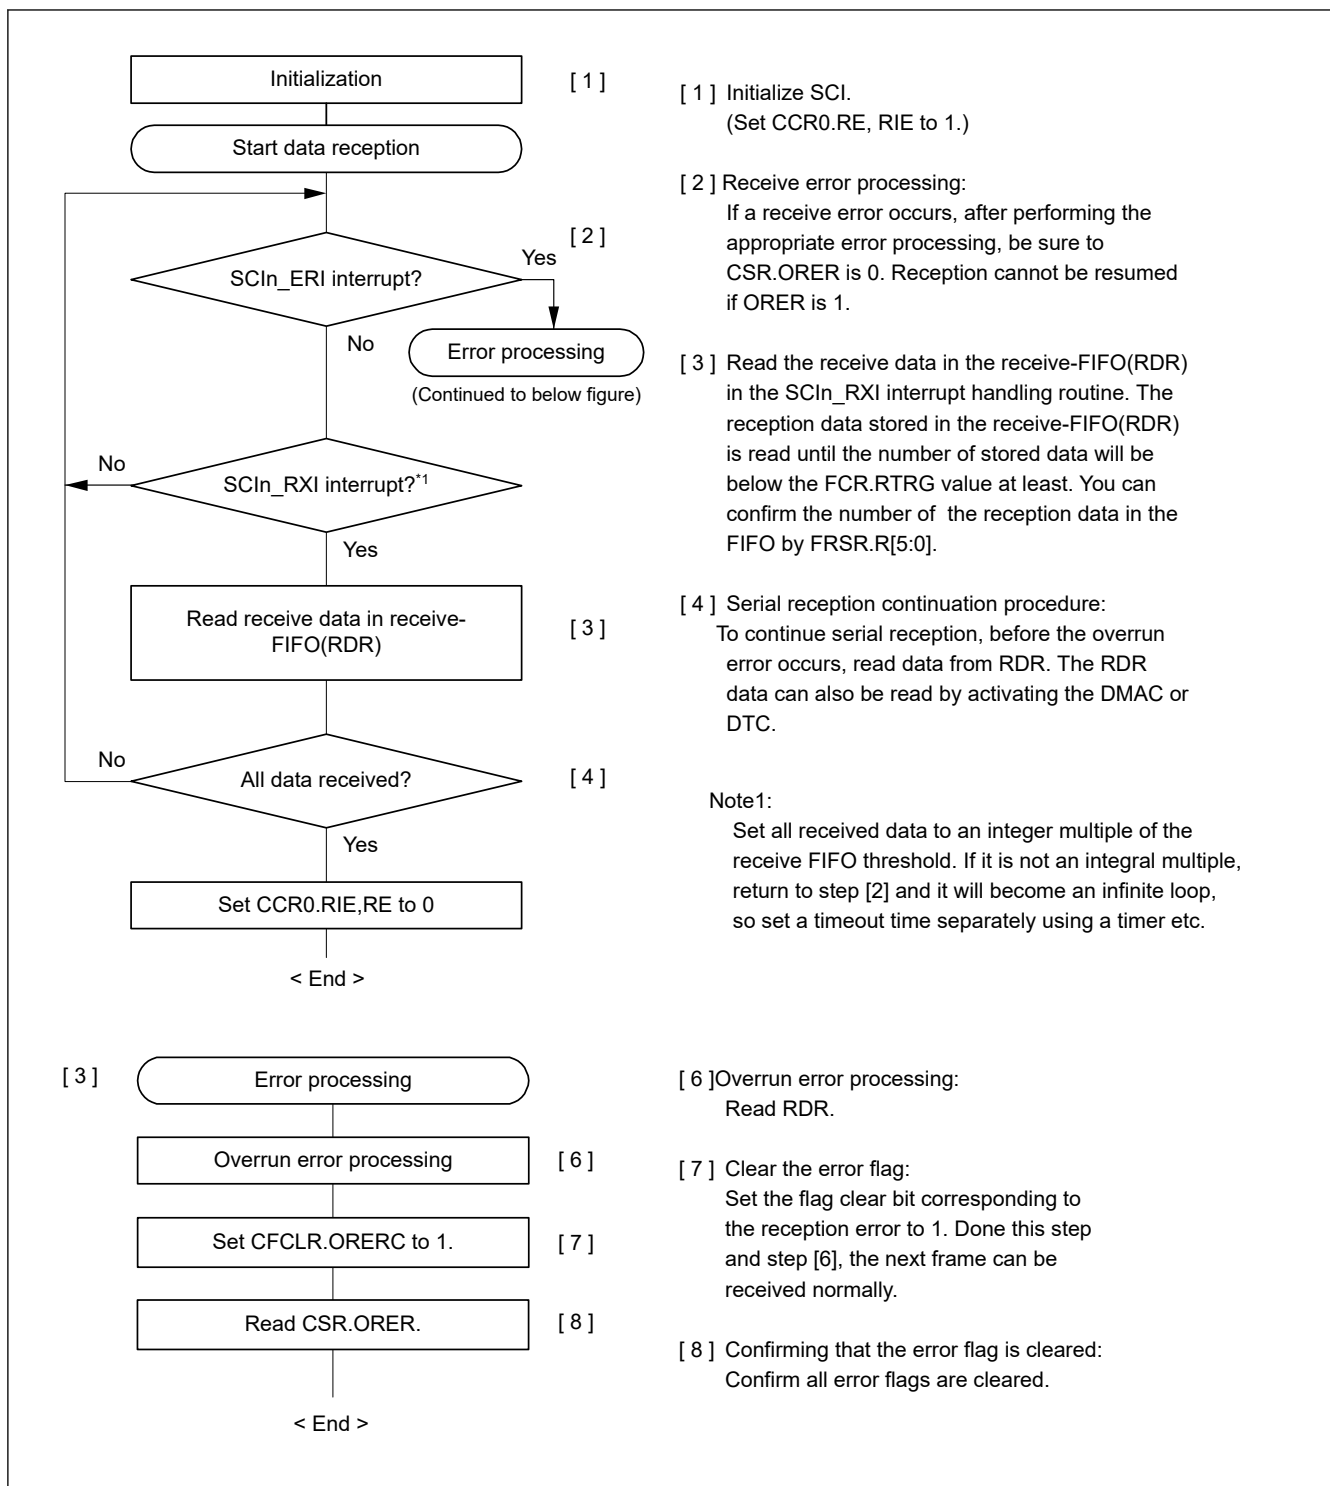 Initialization
[ 1 ]
Start data reception
[ 2 ]
SCIn_ERI interrupt?
Yes
No
Error processing
(Continued to below figure)
No
SCIn_RXI interrupt?*1
Yes
Read receive data in receive-
FIFO(RDR)
[ 3 ]
No
All data received?
[ 4 ]
Yes
Set CCR0.RIE,RE to 0
< End >
[ 1 ] Initialize SCI.
(Set CCR0.RE, RIE to 1.)
[ 2 ] Receive error processing:
If a receive error occurs, after performing the
appropriate error processing, be sure to
CSR.ORER is 0. Reception cannot be resumed
if ORER is 1.
[ 3 ] Read the receive data in the receive-FIFO(RDR)
in the SCIn_RXI interrupt handling routine. The
reception data stored in the receive-FIFO(RDR)
is read until the number of stored data will be
below the FCR.RTRG value at least. You can
confirm the number of  the reception data in the
FIFO by FRSR.R[5:0].
[ 4 ] Serial reception continuation procedure:
To continue serial reception, before the overrun
error occurs, read data from RDR. The RDR
data can also be read by activating the DMAC or
DTC.
Note1:
Set all received data to an integer multiple of the
receive FIFO threshold. If it is not an integral multiple,
return to step [2] and it will become an infinite loop,
so set a timeout time separately using a timer etc.
[ 3 ]
Error processing
Overrun error processing
[ 6 ]
Set CFCLR.ORERC to 1.
[ 7 ]
Read CSR.ORER.
[ 8 ]
< End >
[ 6 ]Overrun error processing:
Read RDR.
[ 7 ] Clear the error flag:
Set the flag clear bit corresponding to
the reception error to 1. Done this step
and step [6], the next frame can be
received normally.
[ 8 ] Confirming that the error flag is cleared:
Confirm all error flags are cleared.